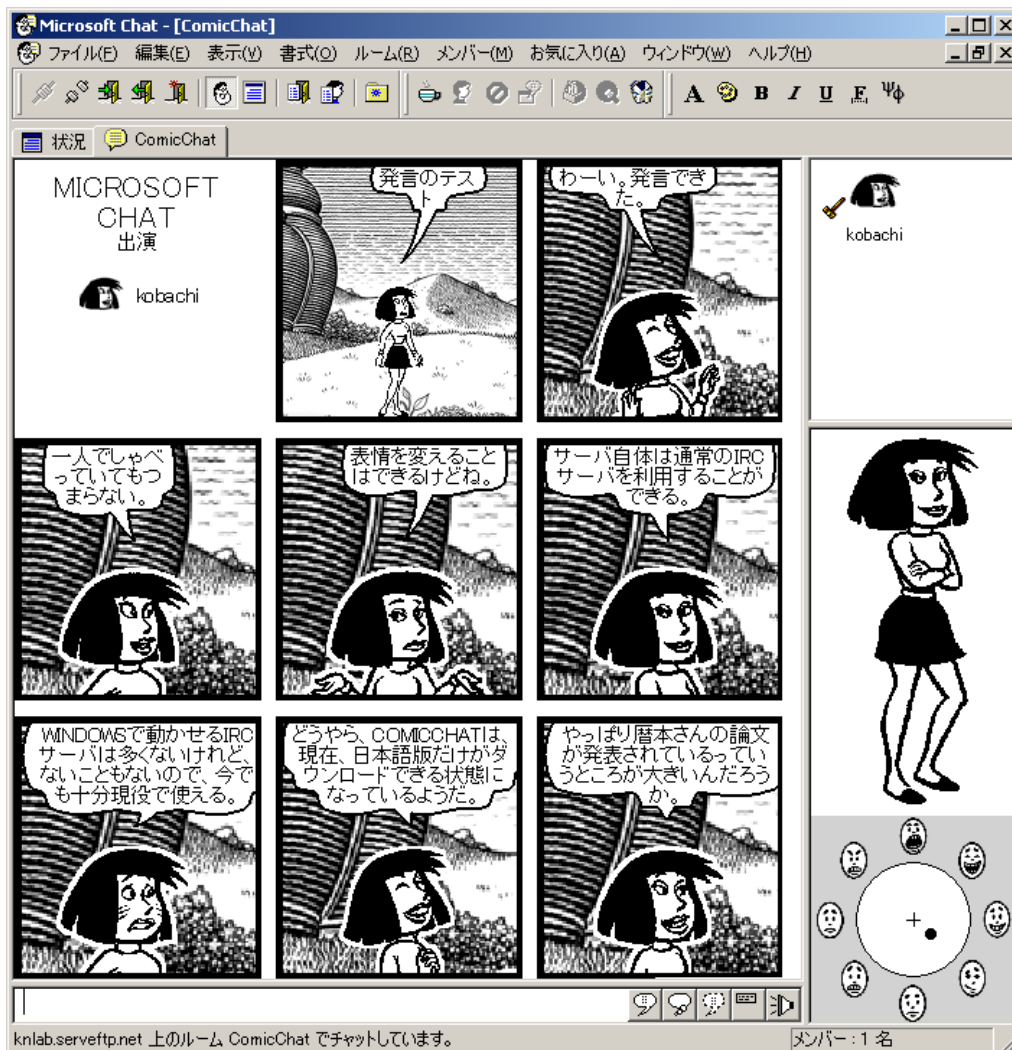 Microsoft Chat - [ComicChat]
ファイル(F) 編集(E) 表示(V) 書式(O) ルーム(R) メンバー(M) お気に入り(A) ウィンドウ(W) ヘルプ(H)
A B I U F Ψφ
状況 ComicChat
MICROSOFT
CHAT
出演
kobachi
発言のテス
ト
わーい。発言でき
た。
kobachi
一人でしゃべ
っていてもつ
まらない。
表情を変えること
はできるけどね。
サーバ自体は通常のIRC
サーバを利用することが
できる。
WINDOWSで動かせるIRC
サーバは多くないけれど、
ないこともないので、今で
も十分現役で使える。
どうやら、COMICCHATは、
現在、日本語版だけがダ
ウンロードできる状態に
なっているようだ。
やっぱり暦本さんの論文
が発表されているってい
うところが大きいんだろう
か。
knlab.serveftp.net 上のルーム ComicChat でチャットしています。
メンバー : 1 名